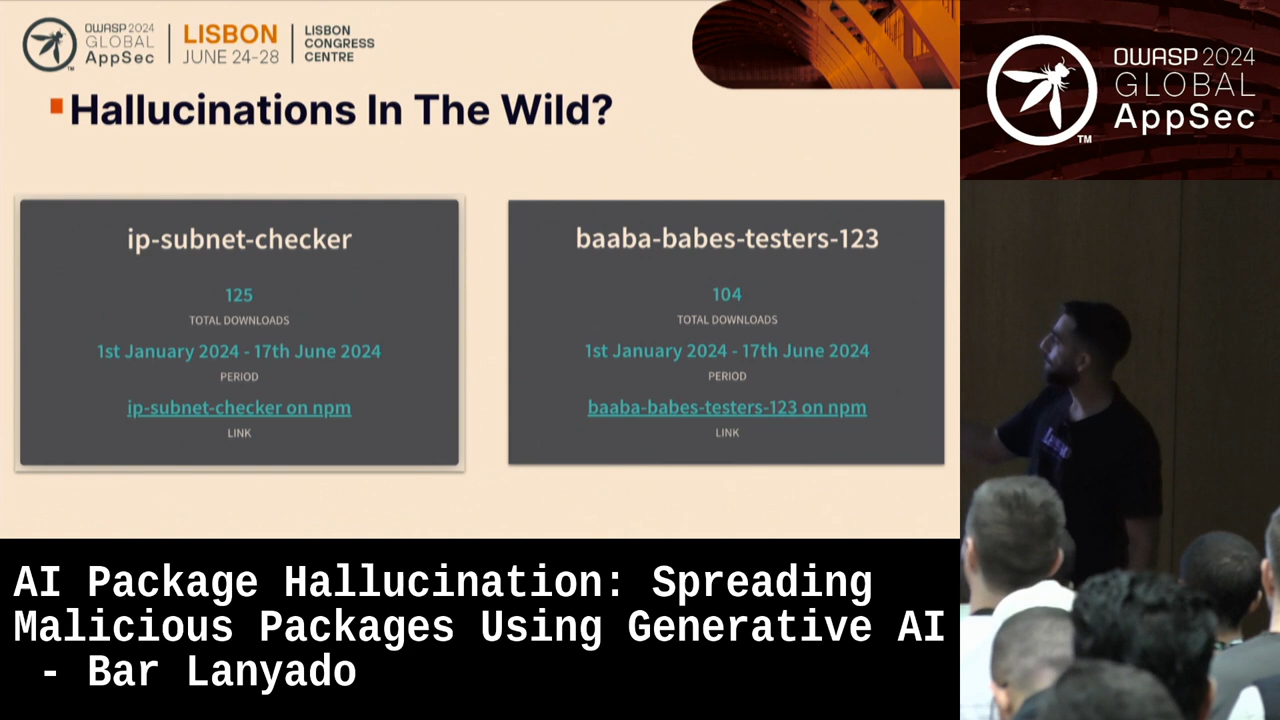 OWASP 2024
GLOBAL
AppSec
TM
LISBON
JUNE 24-28
LISBON
CONGRESS
CENTRE
Hallucinations In The Wild?
ip-subnet-checker
125
TOTAL DOWNLOADS
1st January 2024 - 17th June 2024
PERIOD
ip-subnet-checker on npm
LINK
baaba-babes-testers-123
104
TOTAL DOWNLOADS
1st January 2024 - 17th June 2024
PERIOD
baaba-babes-testers-123 on npm
LINK
OWASP 2024
GLOBAL
AppSec
TM
AI Package Hallucination: Spreading
Malicious Packages Using Generative AI
- Bar Lanyado